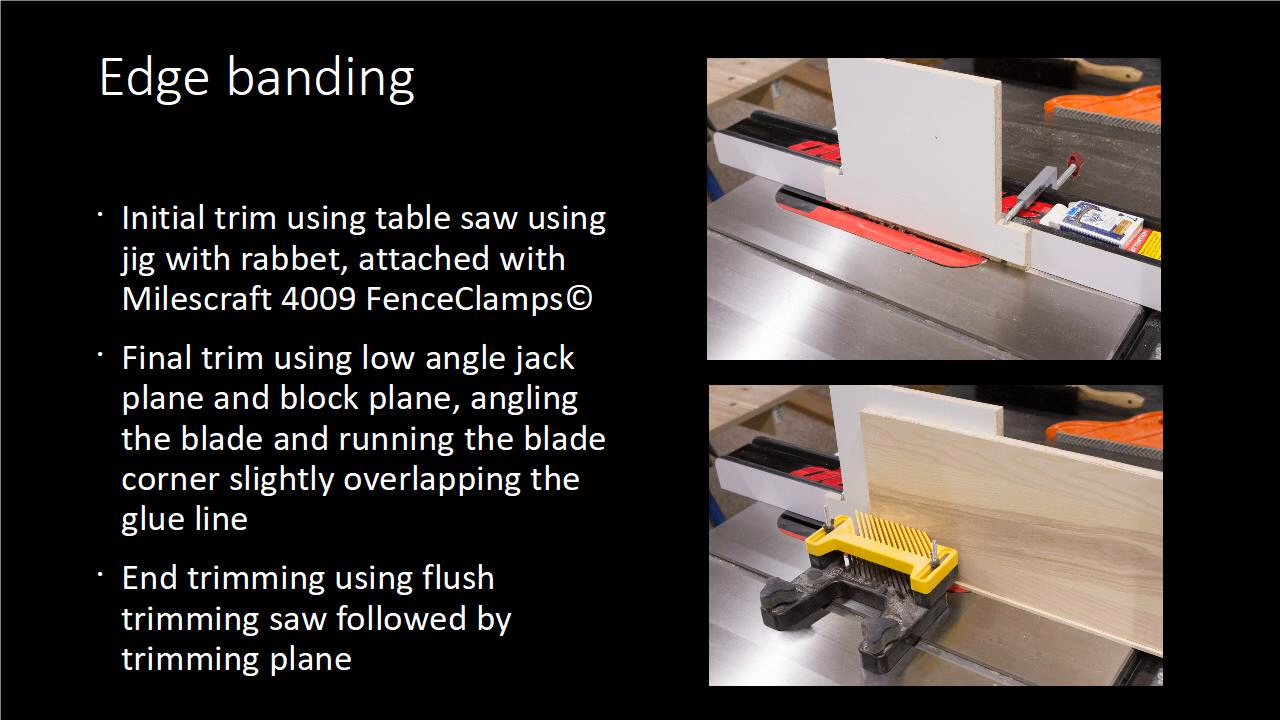 Edge banding
· Initial trim using table saw using
jig with rabbet, attached with
Milescraft 4009 FenceClamps©
· Final trim using low angle jack
plane and block plane, angling
the blade and running the blade
corner slightly overlapping the
glue line
· End trimming using flush
trimming saw followed by
trimming plane